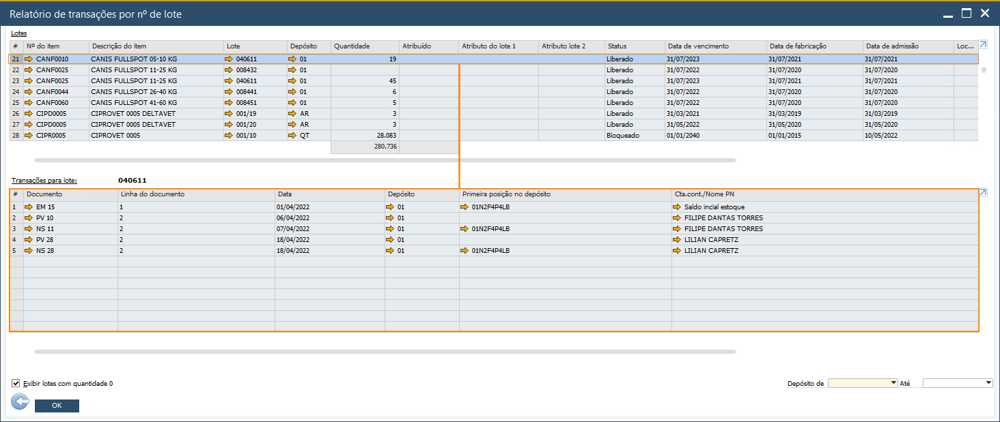 Relatório de transações por nº de lote
Lotes
# Nº do item Descrição do item Lote Depósito Quantidade Atribuído Atributo do lote 1 Atributo lote 2 Status Data de vencimento Data de fabricação Data de admissão Loc...
21 CANF0010 CANIS FULLSPOT 05-10 KG 040611 01 19 Liberado 31/07/2023 31/07/2021 31/07/2021
22 CANF0025 CANIS FULLSPOT 11-25 KG 008432 01 Liberado 31/07/2022 31/07/2020 31/07/2020
23 CANF0025 CANIS FULLSPOT 11-25 KG 040611 01 45 Liberado 31/07/2023 31/07/2021 31/07/2021
24 CANF0044 CANIS FULLSPOT 26-40 KG 008441 01 6 Liberado 31/07/2022 31/07/2020 31/07/2020
25 CANF0060 CANIS FULLSPOT 41-60 KG 008451 01 5 Liberado 31/07/2022 31/07/2020 31/07/2020
26 CIPD0005 CIPROVET 0005 DELTAVET 001/19 AR 3 Liberado 31/03/2021 31/03/2019 31/03/2019
27 CIPD0005 CIPROVET 0005 DELTAVET 001/20 AR 3 Liberado 31/05/2022 31/05/2020 31/05/2020
28 CIPR0005 CIPROVET 0005 001/10 QT 28.083 Bloqueado 01/01/2040 01/01/2015 10/05/2022
280.736
Transações para lote: 040611
# Documento Linha do documento Data Depósito Primeira posição no depósito Cta.cont./Nome PN
1 EM 15 1 01/04/2022 01 01N2F4P4LB Saldo incial estoque
2 PV 10 2 06/04/2022 01 FILIPE DANTAS TORRES
3 NS 11 2 07/04/2022 01 01N2F4P4LB FILIPE DANTAS TORRES
4 PV 28 2 18/04/2022 01 LILIAN CAPRETZ
5 NS 28 2 18/04/2022 01 01N2F4P4LB LILIAN CAPRETZ
Exibir lotes com quantidade 0 Depósito de Até
OK